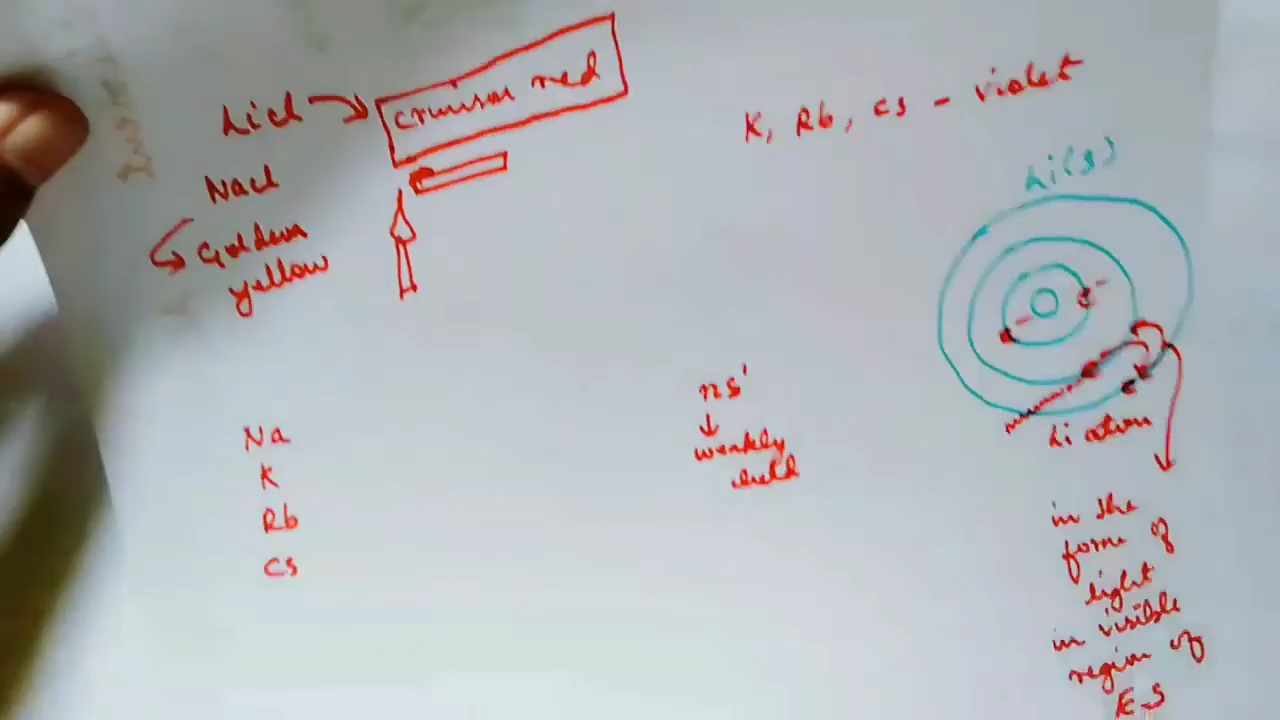 Licl → crimson red
Nacl
Golden
yellow
K, Rb, cs - violet
Li(g)
Na
K
Rb
cs
ns¹
↓
weakly
held
Li atom
in the
form of
light
in visible
region of
E.S